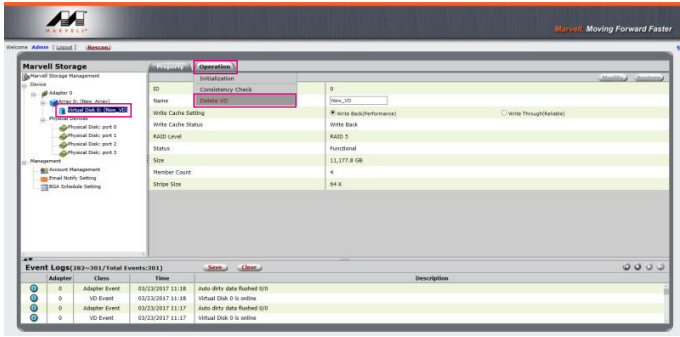 MARVELL
Marvell. Moving Forward Faster
Welcome Admin [ Logout ] Rescan
Marvell Storage
Property
Operation
Marvell Storage Management
Initialization
Device
ID
Consistency Check
0
Adapter 0
Array 0: (New_Array)
Name
Delete VD
New_VD
Virtual Disk 0: (New_VD)
Write Cache Setting
Write Back(Performance)
Write Through(Reliable)
Physical Devices
Physical Disk: port 0
Write Cache Status
Write Back
Physical Disk: port 1
RAID Level
RAID 5
Physical Disk: port 2
Status
Functional
Physical Disk: port 3
Management
Size
11,177.8 GB
Account Management
Member Count
4
Email Notify Setting
BGA Schedule Setting
Stripe Size
64 K
Event Logs(282~301/Total Events:301)
Save
Clear
Adapter Class Time Description
0 Adapter Event 03/23/2017 11:18 Auto dirty data flushed 0/0
0 VD Event 03/23/2017 11:18 Virtual Disk 0 is online
0 Adapter Event 03/23/2017 11:17 Auto dirty data flushed 0/0
0 VD Event 03/23/2017 11:17 Virtual Disk 0 is online